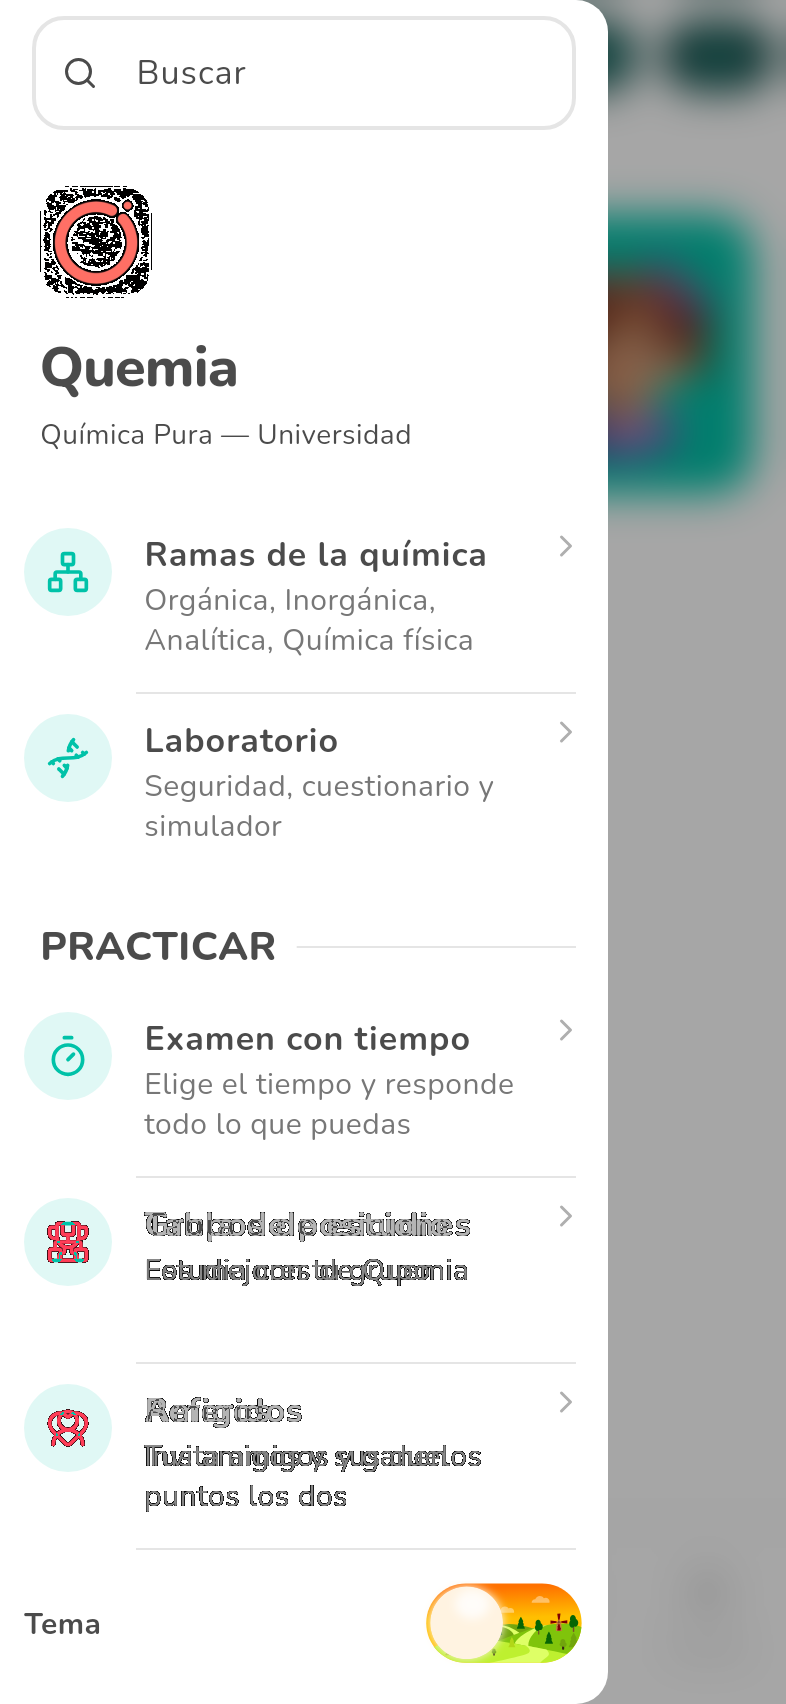 Buscar
Quemia
Química Pura — Universidad
Ramas de la química
Orgánica, Inorgánica,
Analítica, Química física
Laboratorio
Seguridad, cuestionario y
simulador
PRACTICAR
Examen con tiempo
Elige el tiempo y responde
todo lo que puedas
puntos los dos
Tema